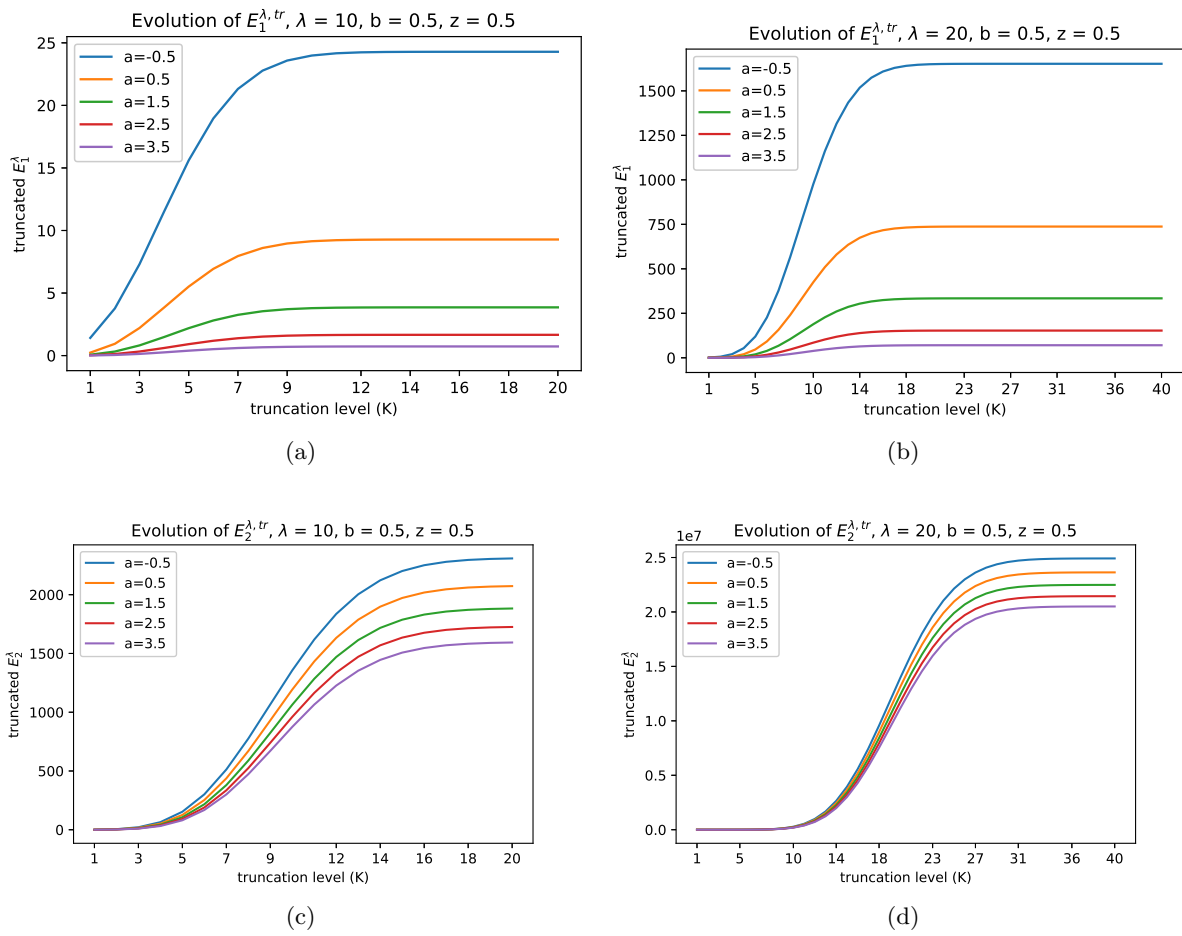 Evolution of E_1^{λ,tr}, λ = 10, b = 0.5, z = 0.5
truncated E_1^λ
25
20
15
10
5
0
a=-0.5
a=0.5
a=1.5
a=2.5
a=3.5
1 3 5 7 9 12 14 16 18 20
truncation level (K)
(a)
Evolution of E_1^{λ,tr}, λ = 20, b = 0.5, z = 0.5
truncated E_1^λ
1500
1250
1000
750
500
250
0
a=-0.5
a=0.5
a=1.5
a=2.5
a=3.5
1 5 10 14 18 23 27 31 36 40
truncation level (K)
(b)
Evolution of E_2^{λ,tr}, λ = 10, b = 0.5, z = 0.5
truncated E_2^λ
2000
1500
1000
500
0
a=-0.5
a=0.5
a=1.5
a=2.5
a=3.5
1 3 5 7 9 12 14 16 18 20
truncation level (K)
(c)
Evolution of E_2^{λ,tr}, λ = 20, b = 0.5, z = 0.5
1e7
truncated E_2^λ
2.5
2.0
1.5
1.0
0.5
0.0
a=-0.5
a=0.5
a=1.5
a=2.5
a=3.5
1 5 10 14 18 23 27 31 36 40
truncation level (K)
(d)